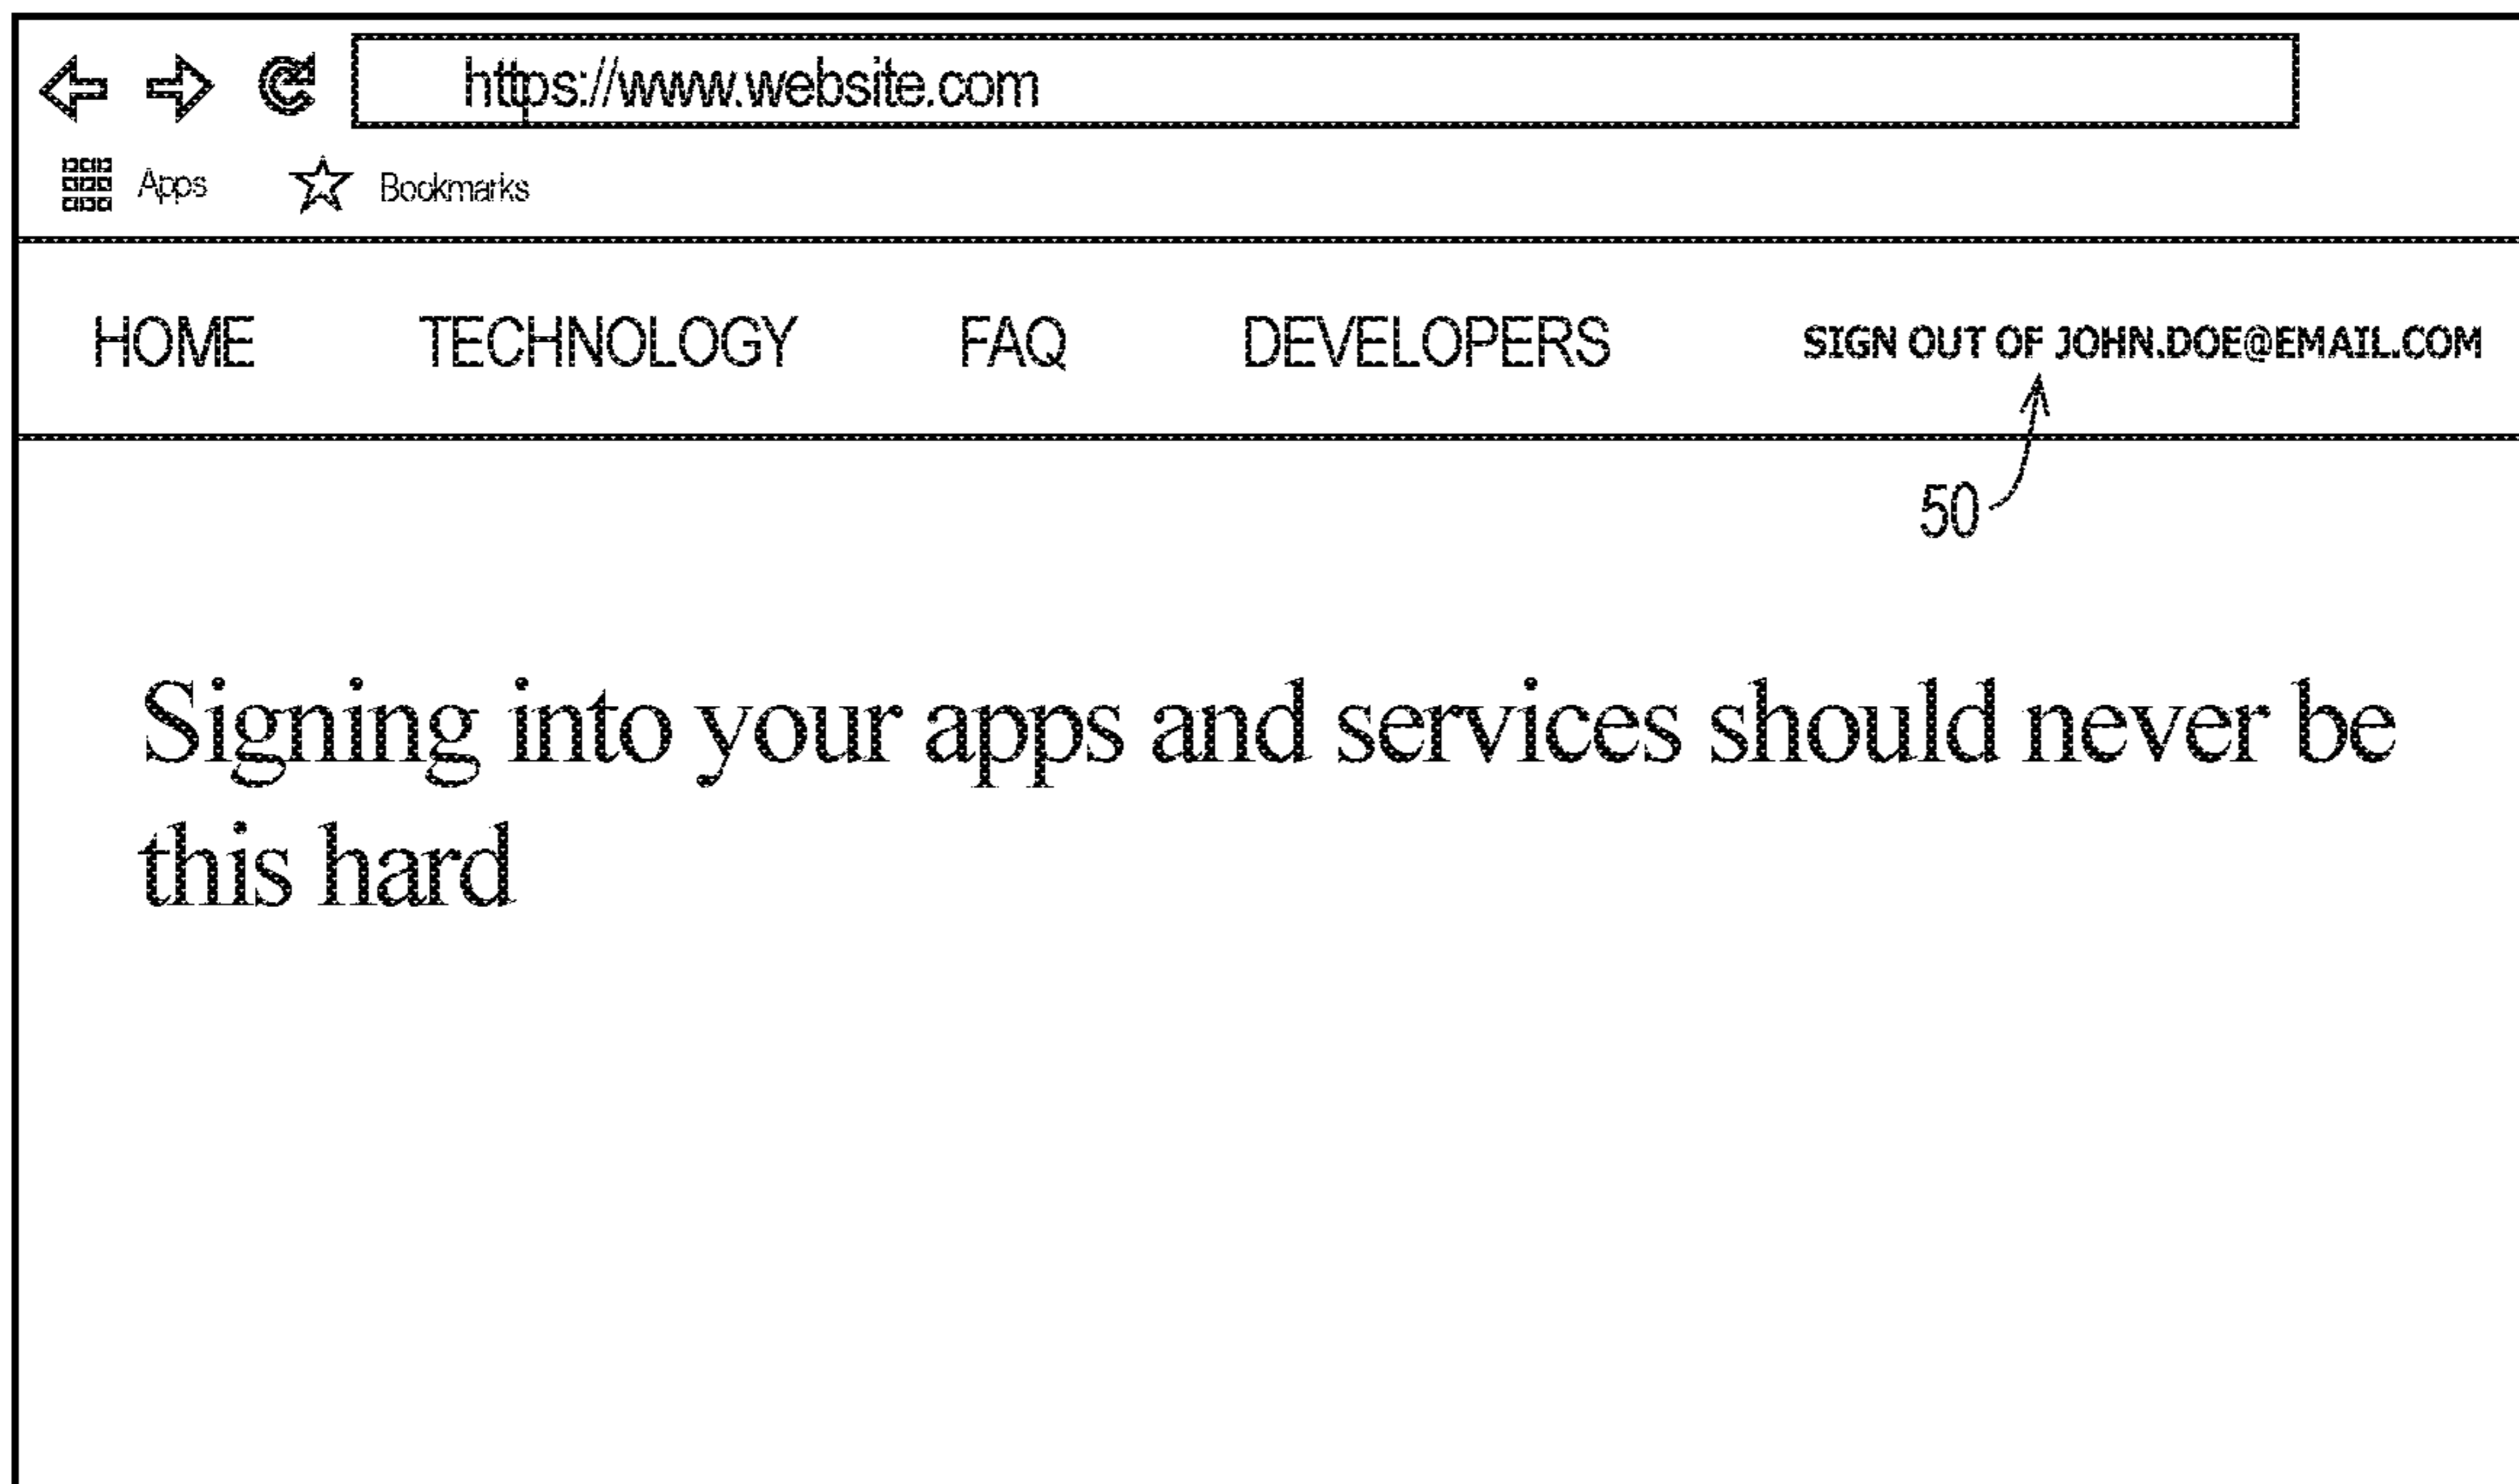 https://www.website.com
Apps Bookmarks
HOME TECHNOLOGY FAQ DEVELOPERS SIGN OUT OF JOHN.DOE@EMAIL.COM
50
Signing into your apps and services should never be
this hard